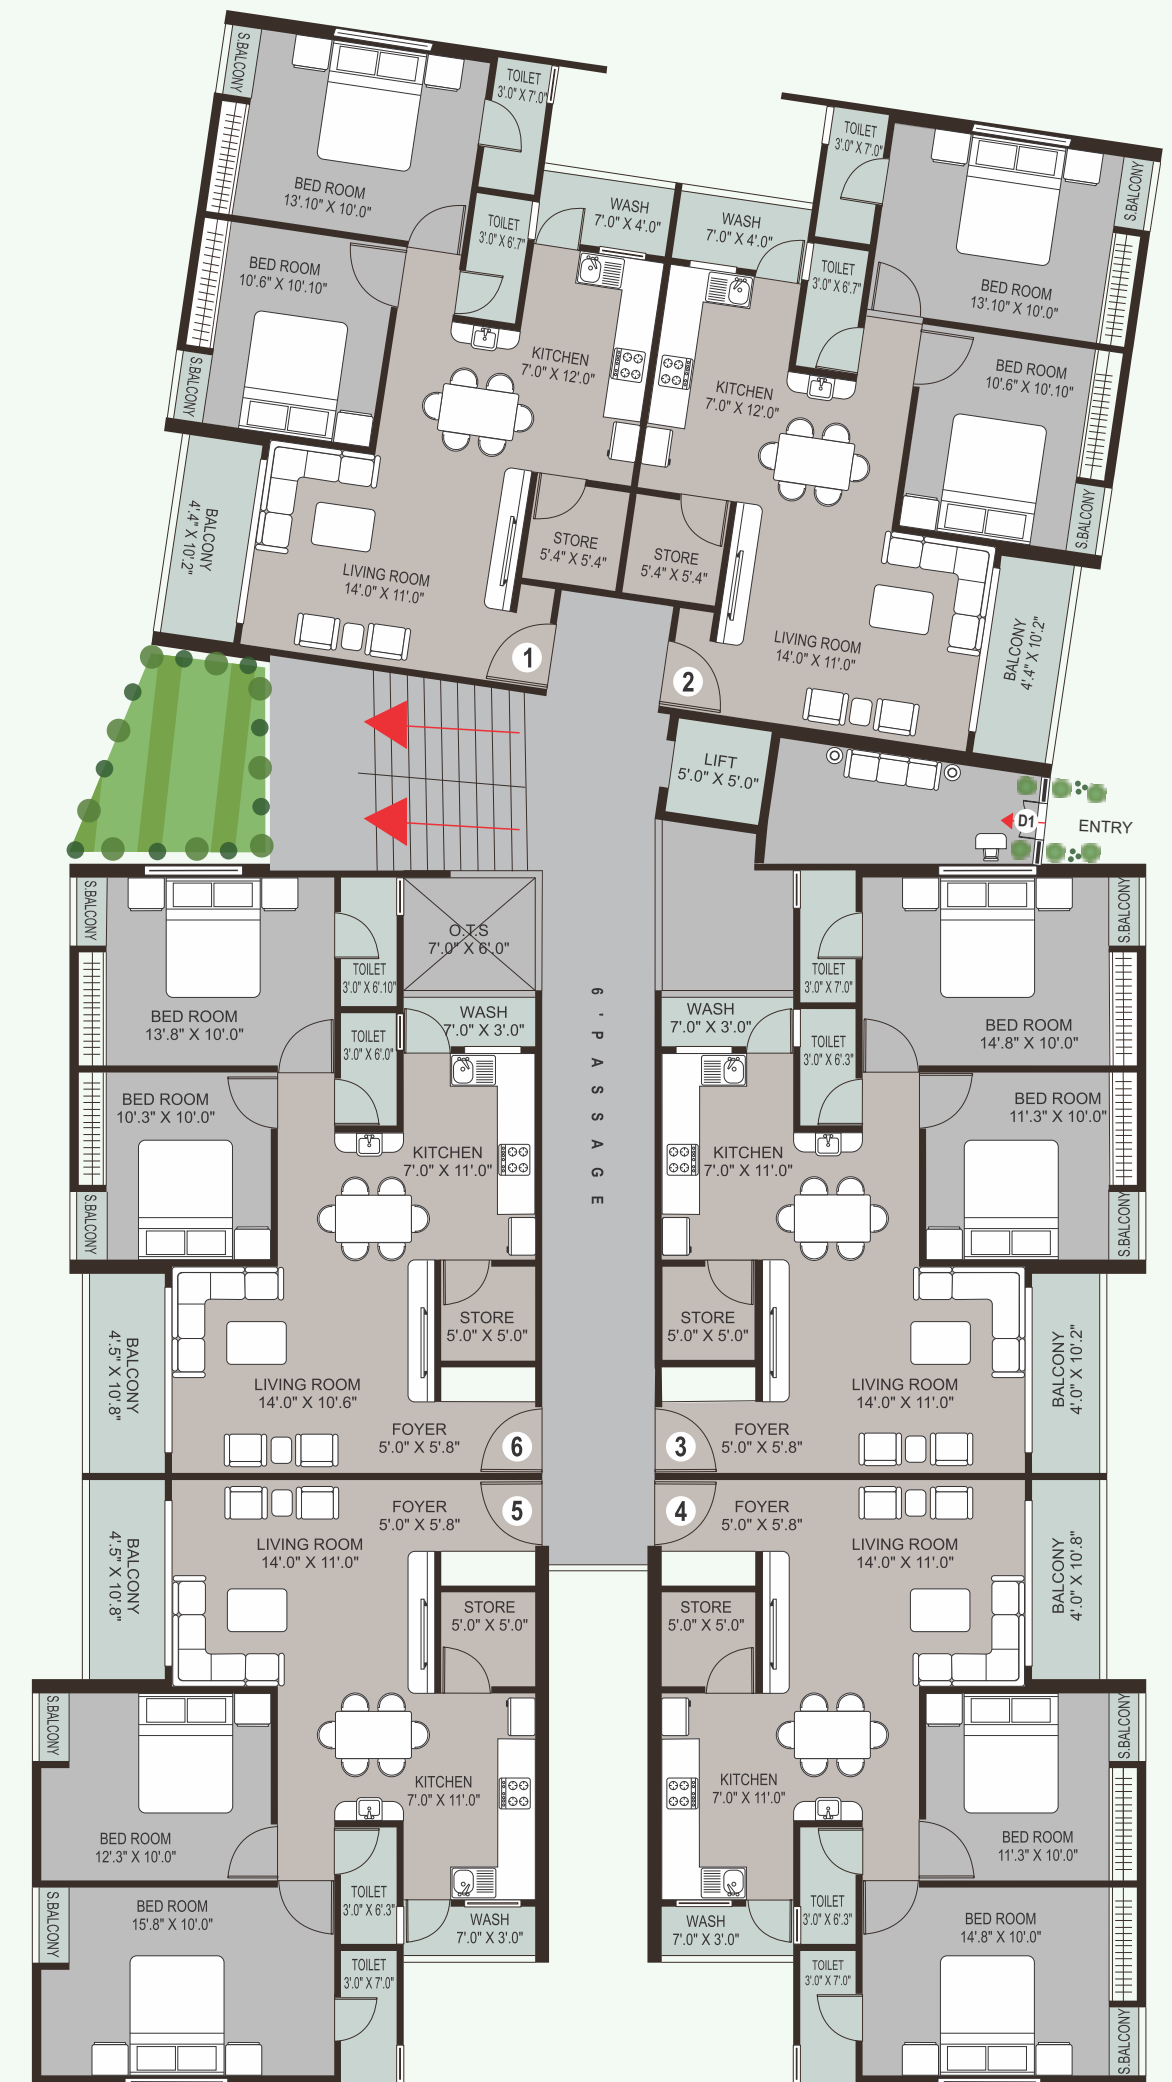 S.BALCONY
TOILET
3'.0" X 7'.0"
BED ROOM
13'.10" X 10'.0"
TOILET
3'.0" X 6'.7"
WASH
7'.0" X 4'.0"
BED ROOM
10'.6" X 10'.10"
S.BALCONY
KITCHEN
7'.0" X 12'.0"
BALCONY
4'.4" X 10'.2"
STORE
5'.4" X 5'.4"
LIVING ROOM
14'.0" X 11'.0"
1
TOILET
3'.0" X 7'.0"
S.BALCONY
WASH
7'.0" X 4'.0"
TOILET
3'.0" X 6'.7"
BED ROOM
13'.10" X 10'.0"
BED ROOM
10'.6" X 10'.10"
KITCHEN
7'.0" X 12'.0"
S.BALCONY
STORE
5'.4" X 5'.4"
LIVING ROOM
14'.0" X 11'.0"
BALCONY
4'.4" X 10'.2"
2
LIFT
5'.0" X 5'.0"
D1
ENTRY
S.BALCONY
O.T.S
7'.0" X 6'.0"
TOILET
3'.0" X 6'.10"
BED ROOM
13'.8" X 10'.0"
WASH
7'.0" X 3'.0"
TOILET
3'.0" X 6'.0"
BED ROOM
10'.3" X 10'.0"
KITCHEN
7'.0" X 11'.0"
S.BALCONY
STORE
5'.0" X 5'.0"
BALCONY
4'.5" X 10'.8"
LIVING ROOM
14'.0" X 10'.6"
FOYER
5'.0" X 5'.8"
6
6'PASSAGE
S.BALCONY
TOILET
3'.0" X 7'.0"
WASH
7'.0" X 3'.0"
BED ROOM
14'.8" X 10'.0"
TOILET
3'.0" X 6'.3"
BED ROOM
11'.3" X 10'.0"
KITCHEN
7'.0" X 11'.0"
S.BALCONY
STORE
5'.0" X 5'.0"
BALCONY
4'.0" X 10'.2"
LIVING ROOM
14'.0" X 11'.0"
FOYER
5'.0" X 5'.8"
3
5
FOYER
5'.0" X 5'.8"
LIVING ROOM
14'.0" X 11'.0"
BALCONY
4'.5" X 10'.8"
STORE
5'.0" X 5'.0"
S.BALCONY
KITCHEN
7'.0" X 11'.0"
BED ROOM
12'.3" X 10'.0"
TOILET
3'.0" X 6'.3"
BED ROOM
15'.8" X 10'.0"
S.BALCONY
WASH
7'.0" X 3'.0"
TOILET
3'.0" X 7'.0"
4
FOYER
5'.0" X 5'.8"
LIVING ROOM
14'.0" X 11'.0"
BALCONY
4'.0" X 10'.8"
STORE
5'.0" X 5'.0"
S.BALCONY
KITCHEN
7'.0" X 11'.0"
BED ROOM
11'.3" X 10'.0"
TOILET
3'.0" X 6'.3"
WASH
7'.0" X 3'.0"
BED ROOM
14'.8" X 10'.0"
TOILET
3'.0" X 7'.0"
S.BALCONY